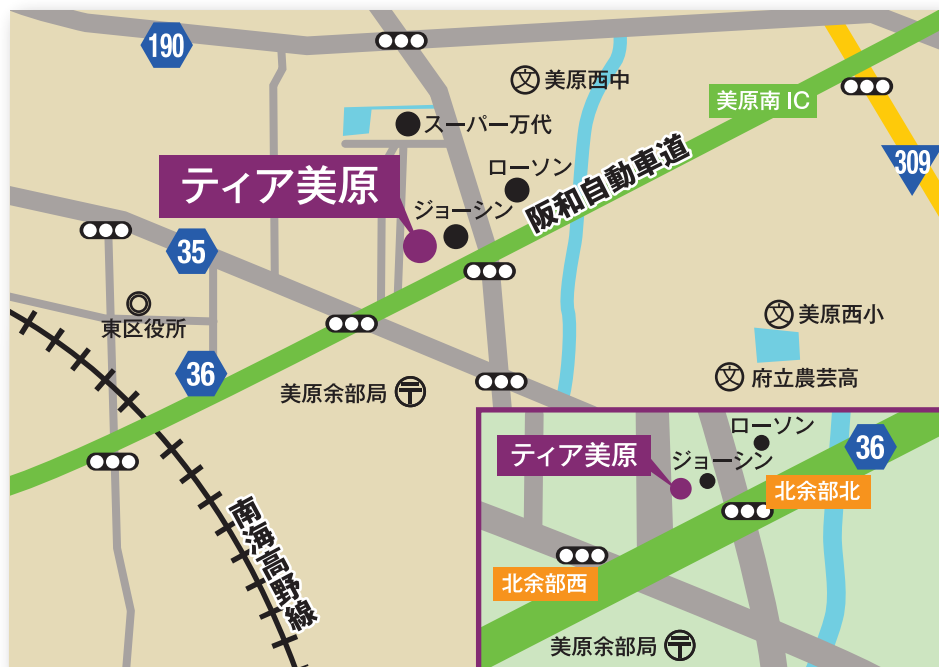 190
文 美原西中
美原南 IC
スーパー万代
309
ローソン
ティア美原
ジョーシン
阪和自動車道
35
東区役所
文 美原西小
36
美原余部局 〒
文 府立農芸高
南海高野線
ローソン
ティア美原
ジョーシン
36
北余部北
北余部西
美原余部局 〒